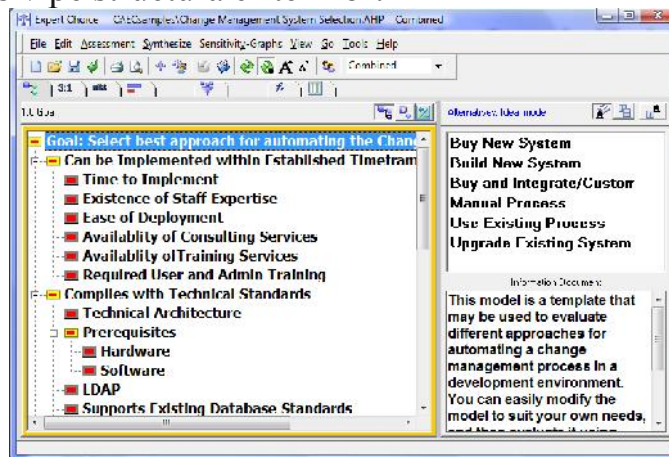 Expert Choice C:\ECSamples\Change Management System Selection.AHP Combined
File Edit Assessment Synthesize Sensitivity-Graphs View Go Tools Help
Combined
3:1
Alternatives: Ideal mode
Goal: Select best approach for automating the Chan
Can be Implemented within Established Timefram
Time to Implement
Existence of Staff Expertise
Ease of Deployment
Availablity of Consulting Services
Availablity ofTraining Services
Required User and Admin Training
Complies with Technical Standards
Technical Architecture
Prerequisites
Hardware
Software
LDAP
Supports Existing Database Standards
Buy New System
Build New System
Buy and Integrate/Custom
Manual Process
Use Existing Process
Upgrade Existing System
Information Document
This model is a template that
may be used to evaluate
different approaches for
automating a change
management process in a
development environment.
You can easily modify the
model to suit your own needs,